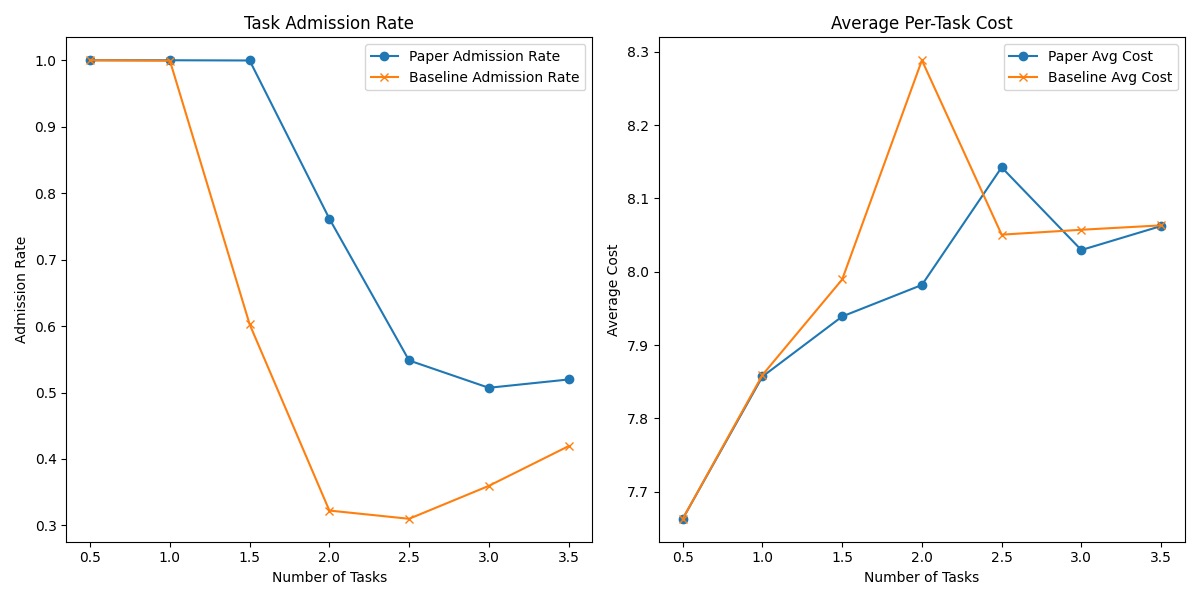 Task Admission Rate
Paper Admission Rate
Baseline Admission Rate
1.0
0.9
0.8
0.7
0.6
0.5
0.4
0.3
Admission Rate
0.5 1.0 1.5 2.0 2.5 3.0 3.5
Number of Tasks
Average Per-Task Cost
Paper Avg Cost
Baseline Avg Cost
8.3
8.2
8.1
8.0
7.9
7.8
7.7
Average Cost
0.5 1.0 1.5 2.0 2.5 3.0 3.5
Number of Tasks